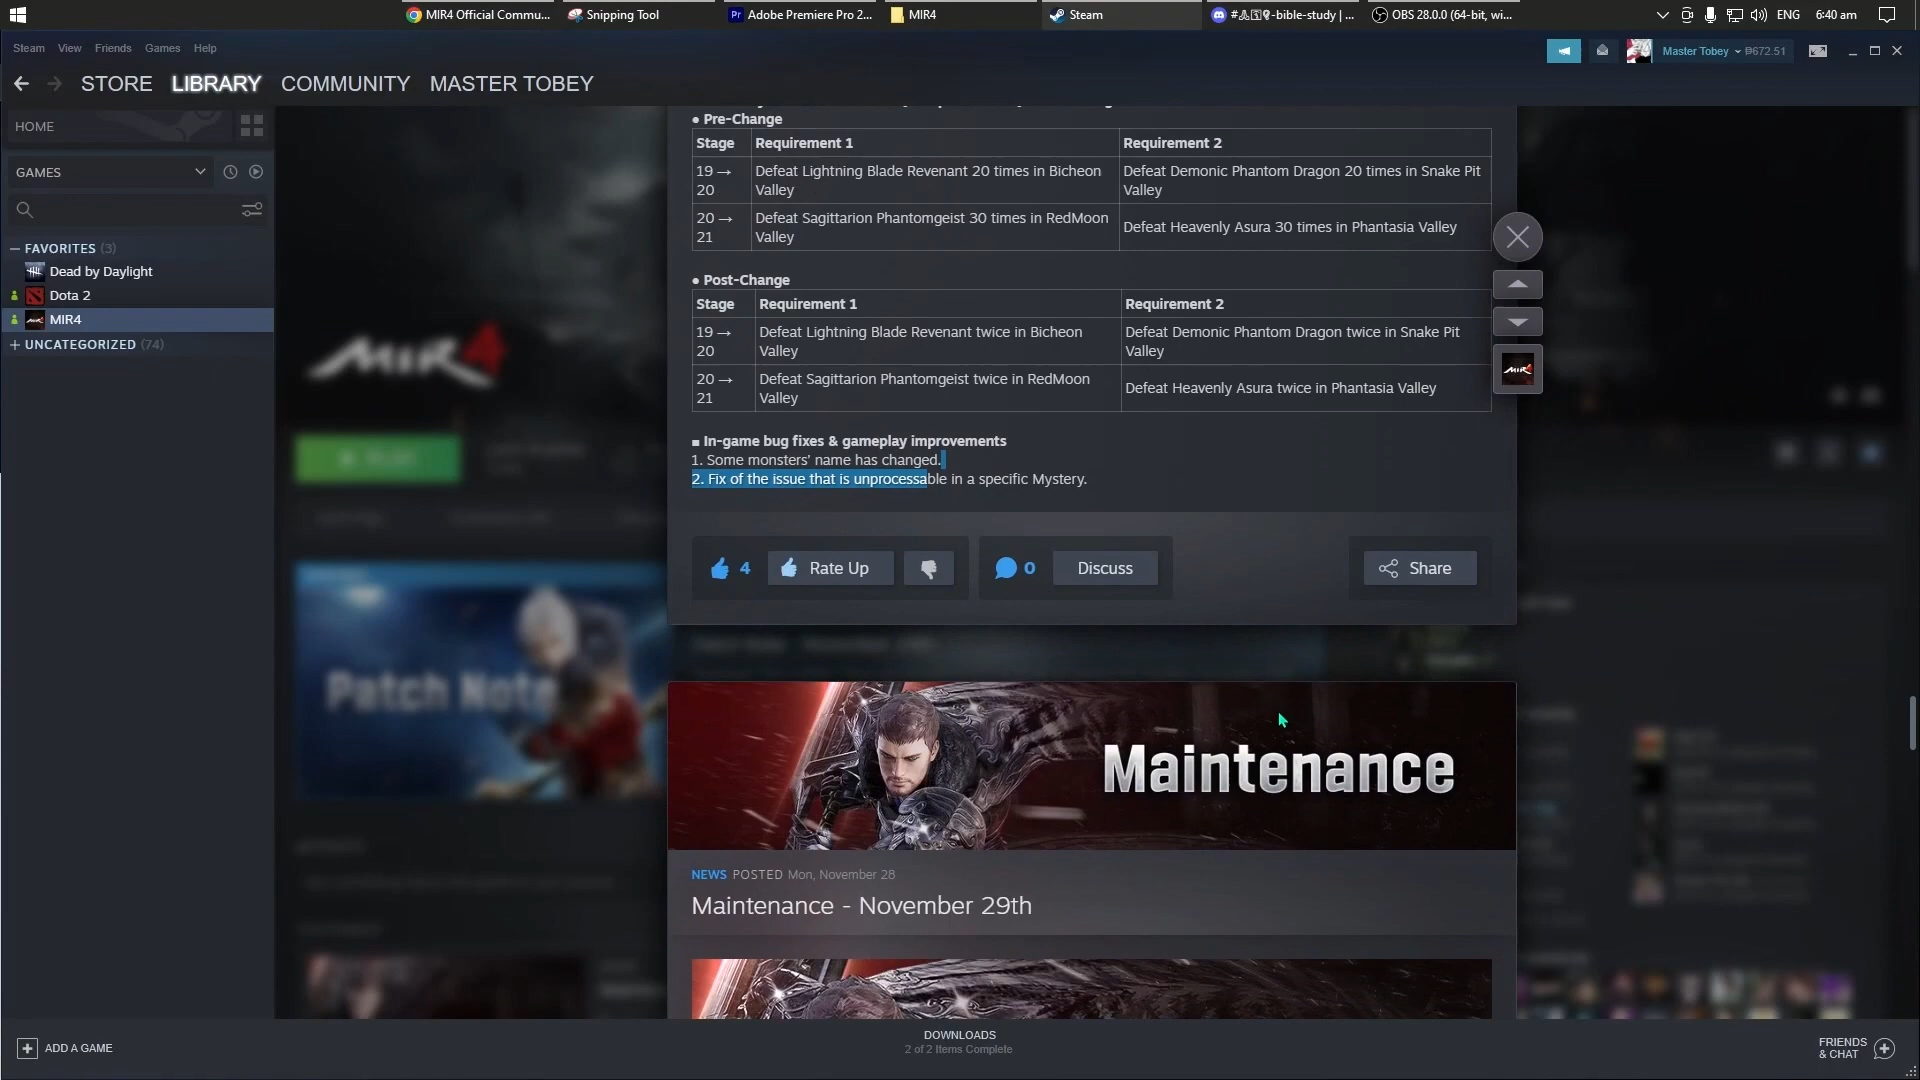 MIR4 Official Commu...
Snipping Tool
Pr Adobe Premiere Pro 2...
MIR4
Steam
-bible-study | ...
OBS 28.0.0 (64-bit, wi...
ENG
6:40 am
Steam View Friends Games Help
Master Tobey
₱672.51
STORE LIBRARY COMMUNITY MASTER TOBEY
HOME
GAMES
— FAVORITES (3)
Dead by Daylight
Dota 2
MIR4
+ UNCATEGORIZED (74)
MIR4
Patch Note
● Pre-Change
Stage Requirement 1 Requirement 2
19 → 20 Defeat Lightning Blade Revenant 20 times in Bicheon Valley Defeat Demonic Phantom Dragon 20 times in Snake Pit Valley
20 → 21 Defeat Sagittarion Phantomgeist 30 times in RedMoon Valley Defeat Heavenly Asura 30 times in Phantasia Valley
● Post-Change
Stage Requirement 1 Requirement 2
19 → 20 Defeat Lightning Blade Revenant twice in Bicheon Valley Defeat Demonic Phantom Dragon twice in Snake Pit Valley
20 → 21 Defeat Sagittarion Phantomgeist twice in RedMoon Valley Defeat Heavenly Asura twice in Phantasia Valley
■ In-game bug fixes & gameplay improvements
1. Some monsters' name has changed.
2. Fix of the issue that is unprocessable in a specific Mystery.
4 Rate Up
0 Discuss
Share
MIR4
Maintenance
NEWS POSTED Mon, November 28
Maintenance - November 29th
ADD A GAME
DOWNLOADS
2 of 2 Items Complete
FRIENDS
& CHAT